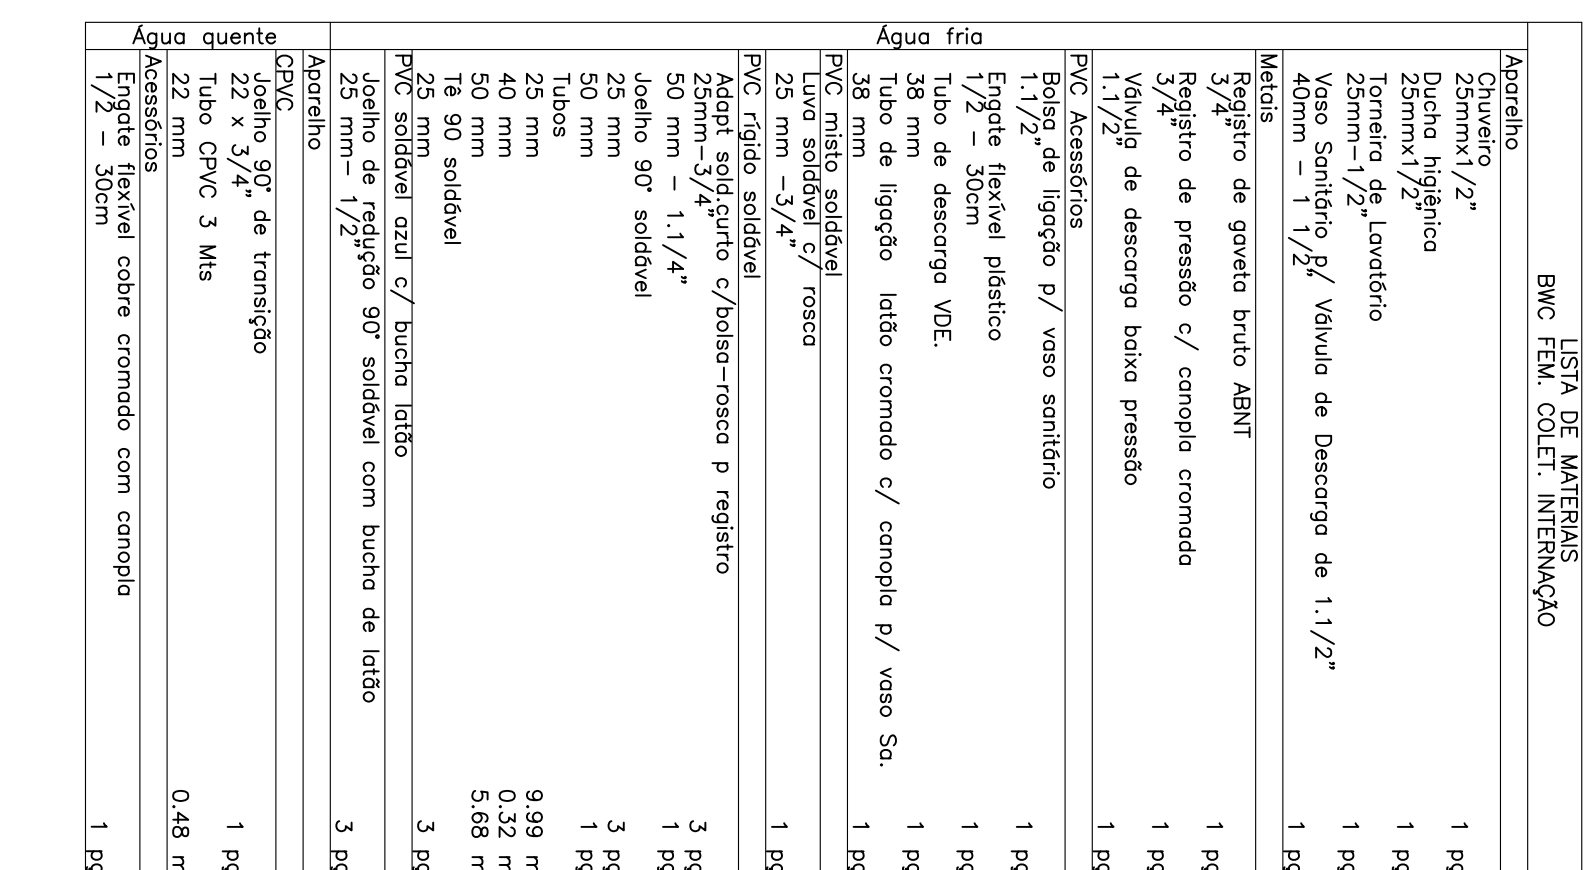 LISTA DE MATERIAIS
BWC FEM. COLET. INTERNAÇÃO
Água fria
Aparelho
Chuveiro
25mmx1/2" 1 pç
Ducha higiênica
25mmx1/2" 1 pç
Torneira de Lavatório
25mm-1/2" 1 pç
Vaso Sanitário p/ Válvula de Descarga de 1.1/2"
40mm - 1 1/2" 1 pç
Metais
Registro de gaveta bruto ABNT
3/4" 1 pç
Registro de pressão c/ canopla cromada
3/4" 1 pç
Válvula de descarga baixa pressão
1.1/2" 1 pç
PVC Acessórios
Bolsa de ligação p/ vaso sanitário
1.1/2" 1 pç
Engate flexível plástico
1/2 - 30cm 1 pç
Tubo de descarga VDE.
38 mm 1 pç
Tubo de ligação latão cromado c/ canopla p/ vaso Sa.
38 mm 1 pç
PVC misto soldável
Luva soldável c/ rosca
25 mm -3/4" 1 pç
PVC rígido soldável
Adapt sold.curto c/bolsa-rosca p registro
25mm-3/4" 3 pç
50 mm - 1.1/4" 1 pç
Joelho 90° soldável
25 mm 3 pç
50 mm 1 pç
Tubos
25 mm 9.99 m
40 mm 0.32 m
50 mm 5.68 m
Tê 90 soldável
25 mm 3 pç
PVC soldável azul c/ bucha latão
Joelho de redução 90° soldável com bucha de latão
25 mm- 1/2" 3 pç
Água quente
Aparelho
CPVC
Joelho 90° de transição
22 x 3/4" 1 pç
Tubo CPVC 3 Mts
22 mm 0.48 m
Acessórios
Engate flexível cobre cromado com canopla
1/2 - 30cm 1 pç